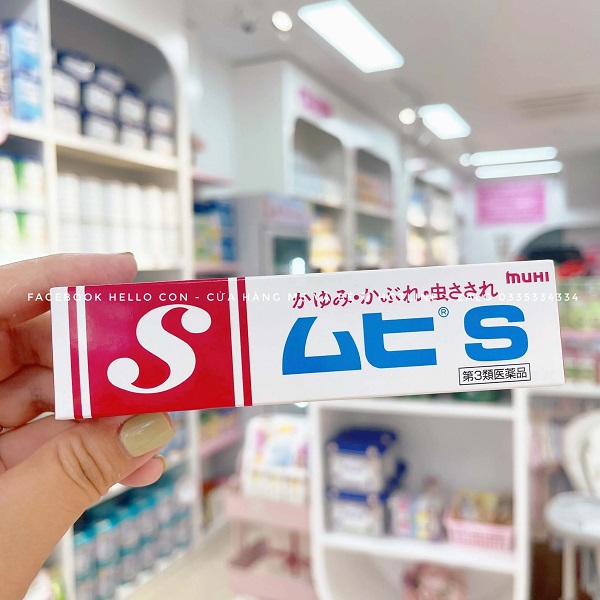 muHI
かゆみ・かぶれ・虫さされ
FACEBOOK HELLO CON - CỬA HÀNG 0335334334
S
ムヒ® S
第3類医薬品